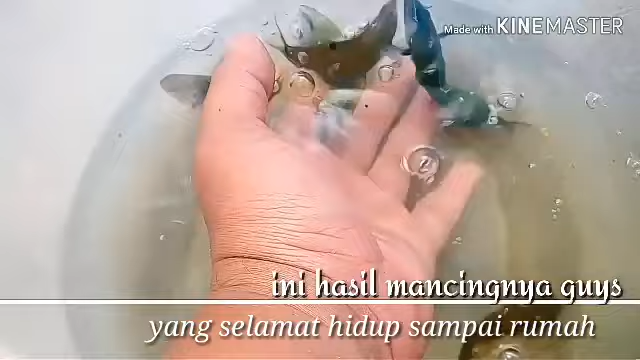 Made with KINEMASTER
ini hasil mancingnya guys
yang selamat hidup sampai rumah